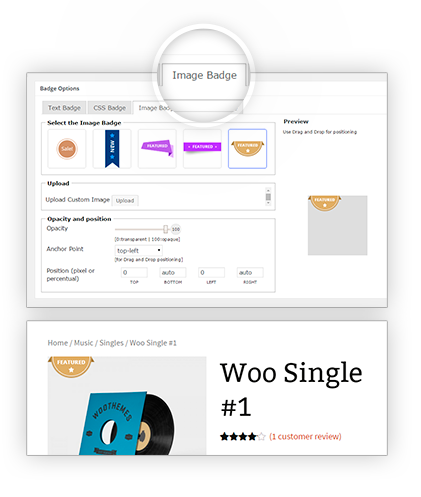 Image Badge
Badge Options
Text Badge CSS Badge Image Bad
Select the Image Badge
Preview
Use Drag and Drop for positioning
Sale!
NEW
FEATURED
FEATURED
FEATURED
Upload
Upload Custom Image Upload
FEATURED
Opacity and position
Opacity 100
[0:transparent | 100:opaque]
Anchor Point top-left
[for Drag and Drop positioning]
Position (pixel or percentual) 0 auto 0 auto
TOP BOTTOM LEFT RIGHT
Home / Music / Singles / Woo Single #1
FEATURED
WOOTHEMES
Woo Single
#1
(1 customer review)